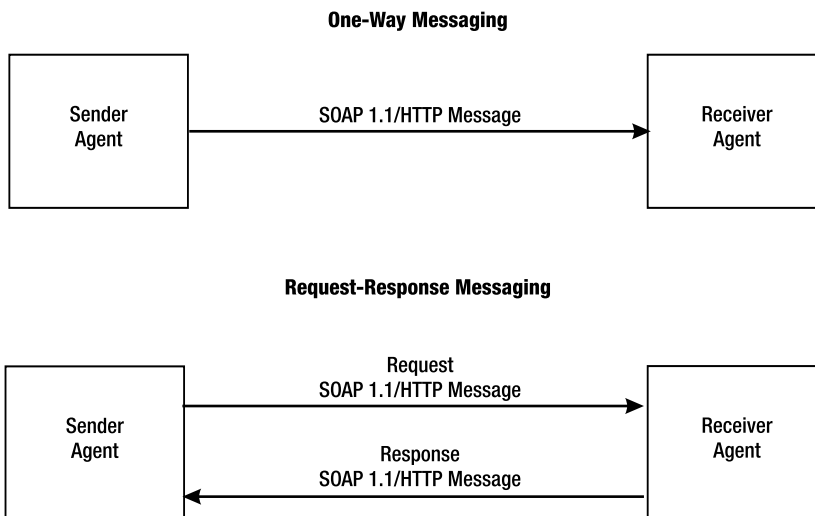 One-Way Messaging
Sender
Agent
SOAP 1.1/HTTP Message
Receiver
Agent
Request-Response Messaging
Request
SOAP 1.1/HTTP Message
Sender
Agent
Response
SOAP 1.1/HTTP Message
Receiver
Agent